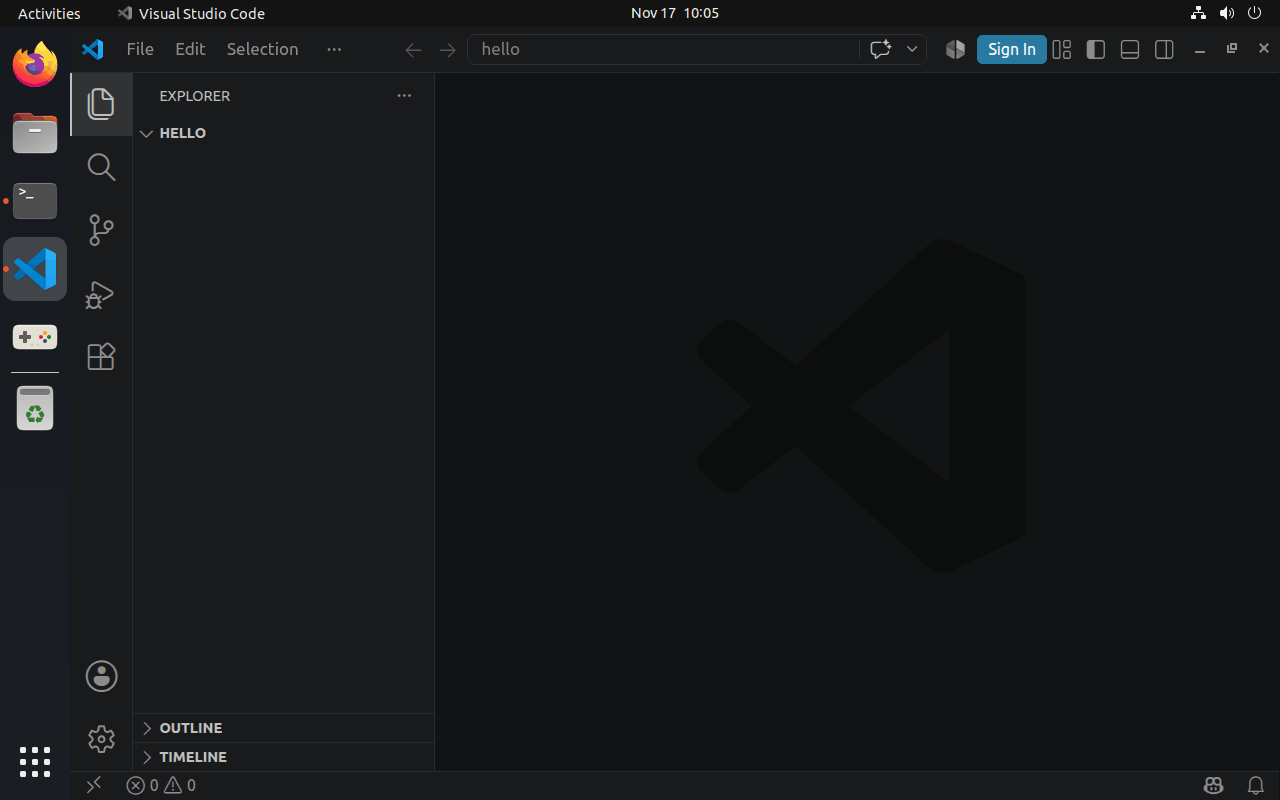 Activities
Visual Studio Code
Nov 17 10:05
File
Edit
Selection
hello
Sign In
EXPLORER
HELLO
OUTLINE
TIMELINE
0
0